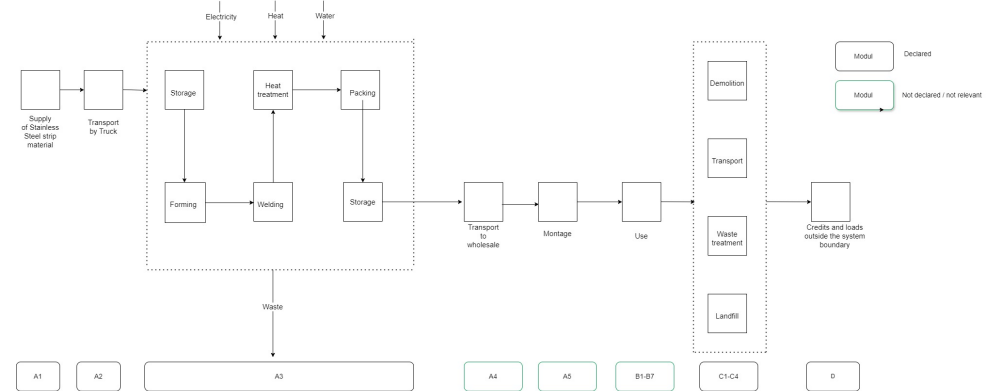 Electricity
Heat
Water
Modul
Declared
Modul
Not declared / not relevant
Supply
of Stainless
Steel strip
material
Transport
by Truck
Storage
Heat
treatment
Packing
Forming
Welding
Storage
Waste
Transport
to
wholesale
Montage
Use
Demolition
Transport
Waste
treatment
Landfill
Credits and loads
outside the system
boundary
A1
A2
A3
A4
A5
B1-B7
C1-C4
D